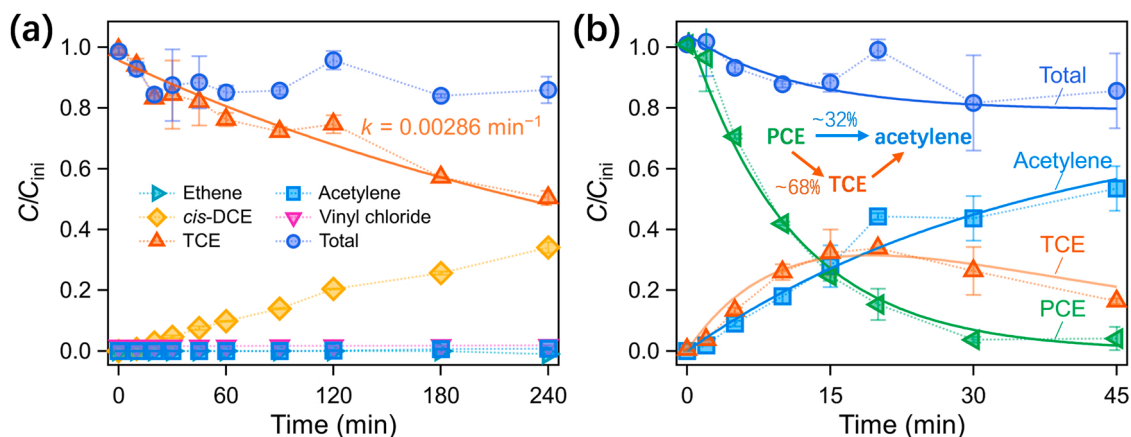 (a)
1.0
0.8
0.6
0.4
0.2
0.0
C/Cini
k = 0.00286 min⁻¹
Ethene
cis-DCE
TCE
Acetylene
Vinyl chloride
Total
0 60 120 180 240
Time (min)
(b)
1.0
0.8
0.6
0.4
0.2
0.0
C/Cini
Total
PCE ~32% acetylene
~68% TCE
Acetylene
TCE
PCE
0 15 30 45
Time (min)